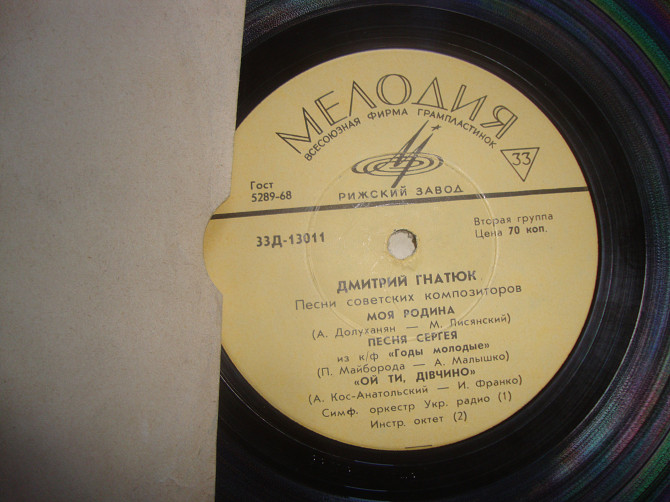 МЕЛОДИЯ
ВСЕСОЮЗНАЯ ФИРМА ГРАМПЛАСТИНОК
33
РИЖСКИЙ ЗАВОД
Гост
5289-68
33Д-13011
Вторая группа
Цена 70 коп.
ДМИТРИЙ ГНАТЮК
Песни советских композиторов
МОЯ РОДИНА
(А. Долуханян — М. Лисянский)
ПЕСНЯ СЕРГЕЯ
из к/ф «Годы молодые»
(П. Майборода — А. Малышко)
«ОЙ ТИ, ДІВЧИНО»
(А. Кос-Анатольский — И. Франко)
Симф. оркестр Укр. радио (1)
Инстр. октет (2)